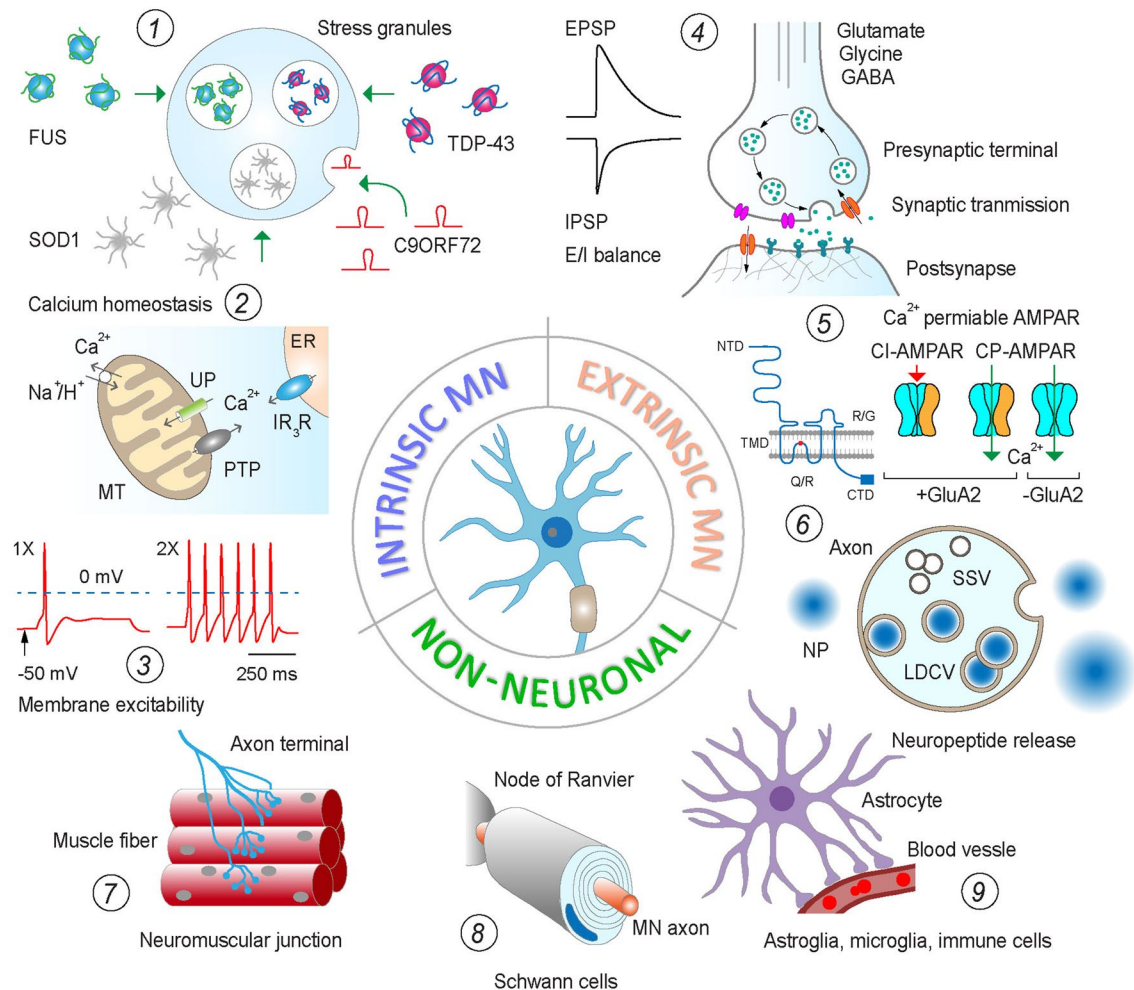 1
Stress granules
FUS
TDP-43
SOD1
C9ORF72
Calcium homeostasis
2
Ca2+
Na+/H+
UP
Ca2+
ER
IR3R
PTP
MT
1X
2X
0 mV
-50 mV
3
250 ms
Membrane excitability
EPSP
IPSP
E/I balance
4
Glutamate
Glycine
GABA
Presynaptic terminal
Synaptic tranmission
Postsynapse
5
Ca2+ permiable AMPAR
CI-AMPAR
CP-AMPAR
NTD
R/G
TMD
Q/R
CTD
Ca2+
+GluA2
-GluA2
6
Axon
SSV
NP
LDCV
Neuropeptide release
INTRINSIC MN
EXTRINSIC MN
NON-NEURONAL
Axon terminal
Muscle fiber
7
Neuromuscular junction
Node of Ranvier
8
MN axon
Schwann cells
Astrocyte
Blood vessle
9
Astroglia, microglia, immune cells